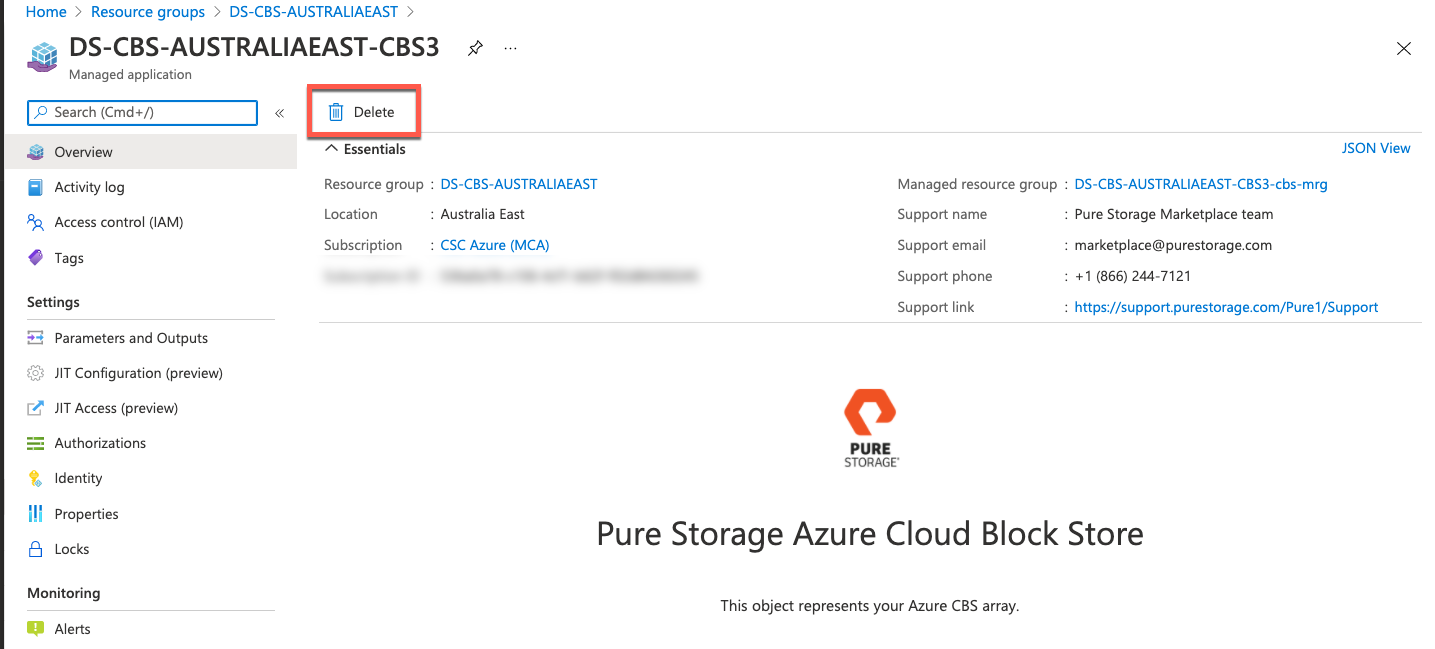 Home > Resource groups > DS-CBS-AUSTRALIAEAST >
DS-CBS-AUSTRALIAEAST-CBS3 ...
Managed application
Search (Cmd+/) «
Delete
Overview
Essentials
JSON View
Activity log
Access control (IAM)
Tags
Resource group : DS-CBS-AUSTRALIAEAST
Location : Australia East
Subscription : CSC Azure (MCA)
Managed resource group : DS-CBS-AUSTRALIAEAST-CBS3-cbs-mrg
Support name : Pure Storage Marketplace team
Support email : marketplace@purestorage.com
Support phone : +1 (866) 244-7121
Support link : https://support.purestorage.com/Pure1/Support
Settings
Parameters and Outputs
JIT Configuration (preview)
JIT Access (preview)
Authorizations
Identity
Properties
Locks
Monitoring
Alerts
PURE
STORAGE
Pure Storage Azure Cloud Block Store
This object represents your Azure CBS array.